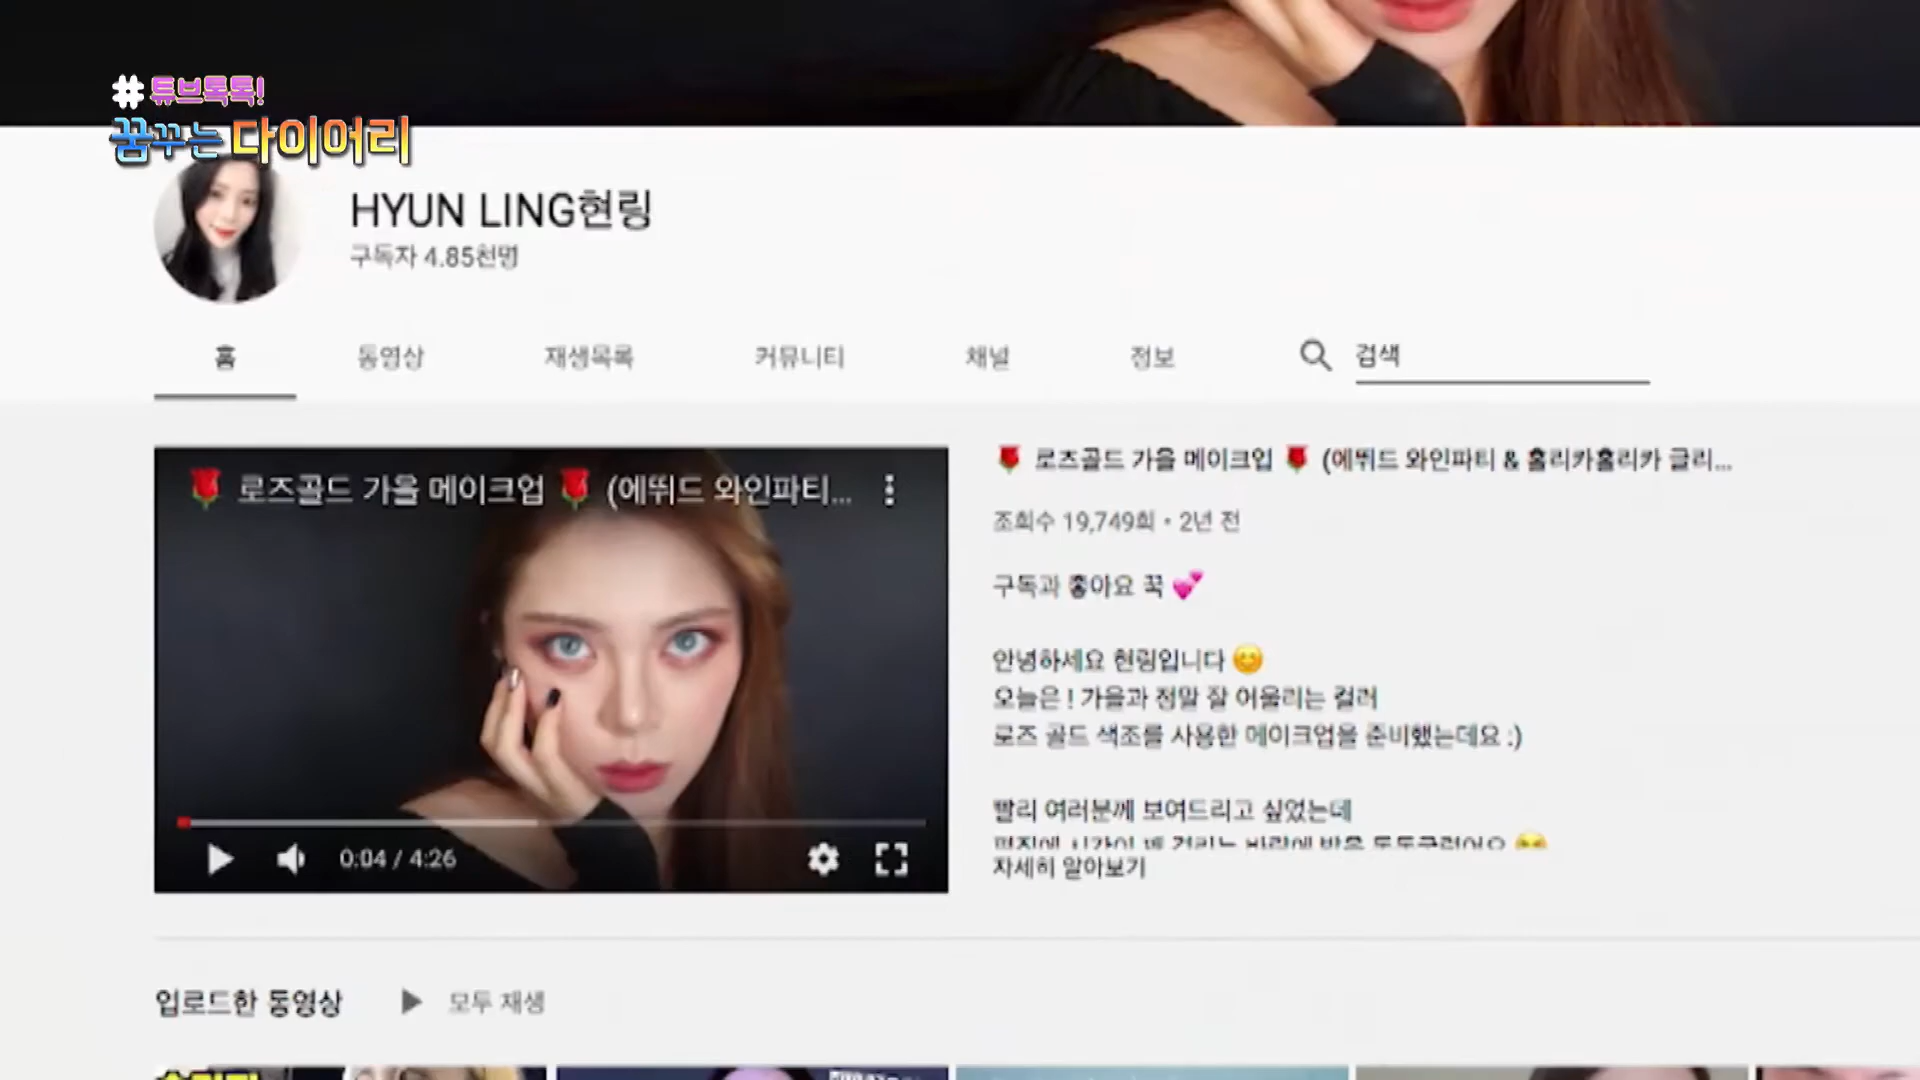 #튜브톡톡!
꿈꾸는 다이어리
HYUN LING현링
구독자 4.85천명
홈 동영상 재생목록 커뮤니티 채널 정보 검색
🌹 로즈골드 가을 메이크업 🌹 (에뛰드 와인파티...
0:04 / 4:26
🌹 로즈골드 가을 메이크업 🌹 (에뛰드 와인파티 & 홀리카홀리카 글리...
조회수 19,749회 • 2년 전
구독과 좋아요 꾹 💕
안녕하세요 현링입니다 😊
오늘은 ! 가을과 정말 잘 어울리는 컬러
로즈 골드 색조를 사용한 메이크업을 준비했는데요 :)
빨리 여러분께 보여드리고 싶었는데
자세히 알아보기
입로드한 동영상 ▶ 모두 재생